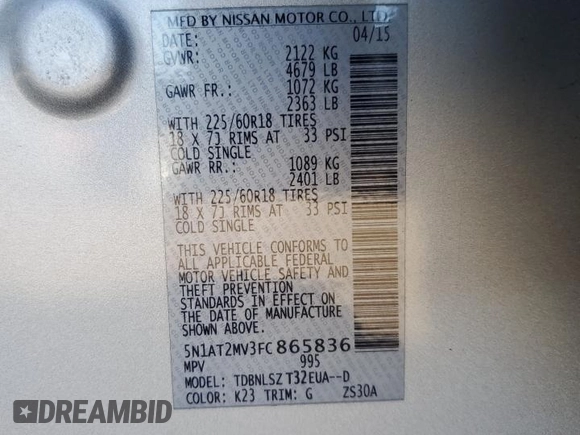 MFD BY NISSAN MOTOR CO., LTD.
DATE: 04/15
GVWR: 2122 KG
4679 LB
GAWR FR.: 1072 KG
2363 LB
WITH 225/60R18 TIRES
18 X 7J RIMS AT 33 PSI
COLD SINGLE
GAWR RR.: 1089 KG
2401 LB
WITH 225/60R18 TIRES
18 X 7J RIMS AT 33 PSI
COLD SINGLE
THIS VEHICLE CONFORMS TO
ALL APPLICABLE FEDERAL
MOTOR VEHICLE SAFETY AND
THEFT PREVENTION
STANDARDS IN EFFECT ON
THE DATE OF MANUFACTURE
SHOWN ABOVE.
5N1AT2MV3FC865836
MPV 995
MODEL: TDBNLSZ T32EUA--D
COLOR: K23 TRIM: G ZS30A
DREAMBID